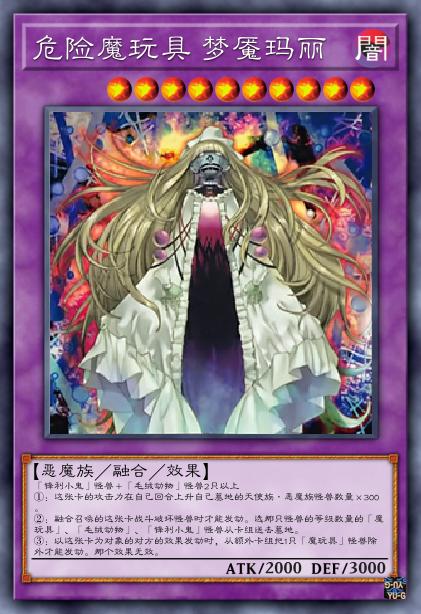 危险魔玩具 梦魇玛丽
闇
【恶魔族／融合／效果】
「锋利小鬼」怪兽＋「毛绒动物」怪兽2只以上
①：这张卡的攻击力在自己回合上升自己墓地的天使族·恶魔族怪兽数量×300
。
②：融合召唤的这张卡战斗破坏怪兽时才能发动。选那只怪兽的等级数量的「魔
玩具」、「毛绒动物」、「锋利小鬼」怪兽从卡组送去墓地。
③：以这张卡为对象的对方的效果发动时，从额外卡组把1只「魔玩具」怪兽除
外才能发动。那个效果无效。
ATK/2000 DEF/3000